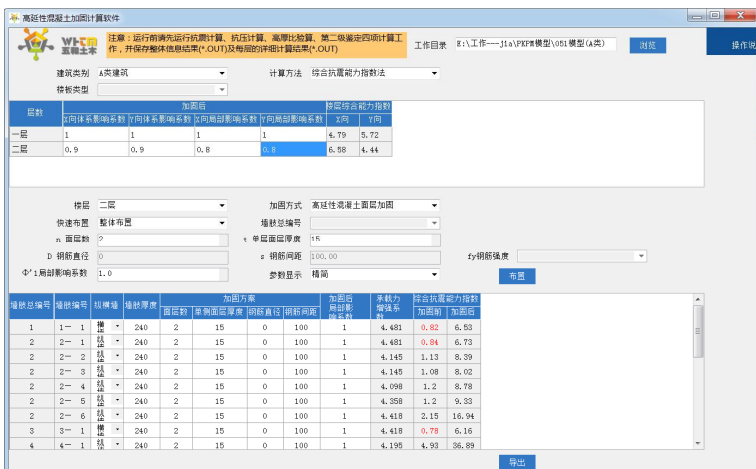 高延性混凝土加固计算软件
WHTCM
五和土木
注意：运行前请先运行抗震计算、抗压计算、高厚比验算、第二级鉴定四项计算工
作，并保存整体信息结果(*.OUT)及每层的详细计算结果(*.OUT)
工作目录 E:\工作---jia\PKPM模型\051模型(A类) 浏览 操作说
建筑类别 A类建筑 计算方法 综合抗震能力指数法
楼板类型
层数 加固后 楼层综合能力指数
X向体系影响系数 Y向体系影响系数 X向局部影响系数 Y向局部影响系数 X向 Y向
一层 1 1 1 1 4.79 5.72
二层 0.9 0.9 0.8 0.8 6.58 4.44
楼层 二层 加固方式 高延性混凝土面层加固
快速布置 整体布置 墙肢总编号
n 面层数 2 t 单层面层厚度 15
D 钢筋直径 0 s 钢筋间距 100.00 fy钢筋强度
Φ'1局部影响系数 1.0 参数显示 精简 布置
墙肢总编号 墙肢编号 纵横墙 墙肢厚度 加固方案 加固后局部影响系数 承载力增强系数 综合抗震能力指数
面层数 单侧面层厚度 钢筋直径 钢筋间距 加固前 加固后
1 1— 1 横墙 240 2 15 0 100 1 4.481 0.82 6.53
2 2— 1 纵墙 240 2 15 0 100 1 4.481 0.84 6.73
2 2— 2 纵墙 240 2 15 0 100 1 4.145 1.13 8.39
2 2— 3 纵墙 240 2 15 0 100 1 4.145 1.08 8.02
2 2— 4 纵墙 240 2 15 0 100 1 4.098 1.2 8.78
2 2— 5 纵墙 240 2 15 0 100 1 4.358 1.2 9.33
2 2— 6 纵墙 240 2 15 0 100 1 4.418 2.15 16.94
3 3— 1 横墙 240 2 15 0 100 1 4.418 0.78 6.16
4 4— 1 纵墙 240 2 15 0 100 1 4.195 4.93 36.89
导出